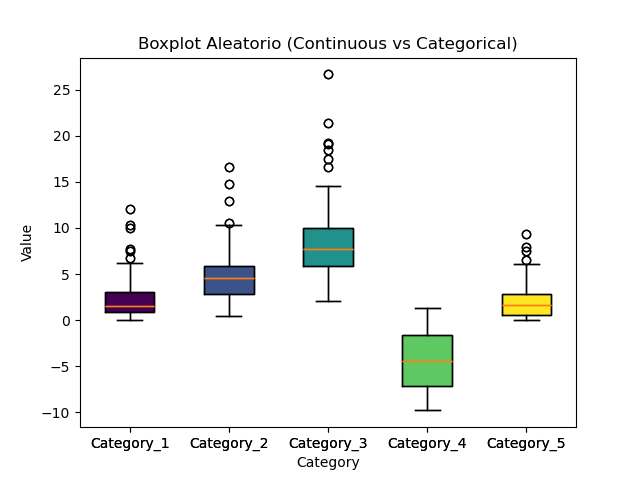 Boxplot Aleatorio (Continuous vs Categorical)
25
20
15
10
5
0
−5
−10
Value
Category_1 Category_2 Category_3 Category_4 Category_5
Category